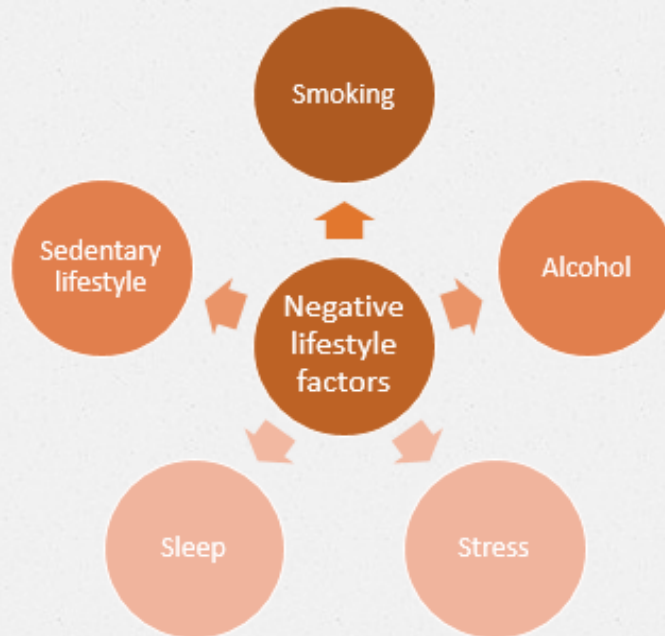 Smoking
Sedentary
lifestyle
Alcohol
Negative
lifestyle
factors
Sleep
Stress